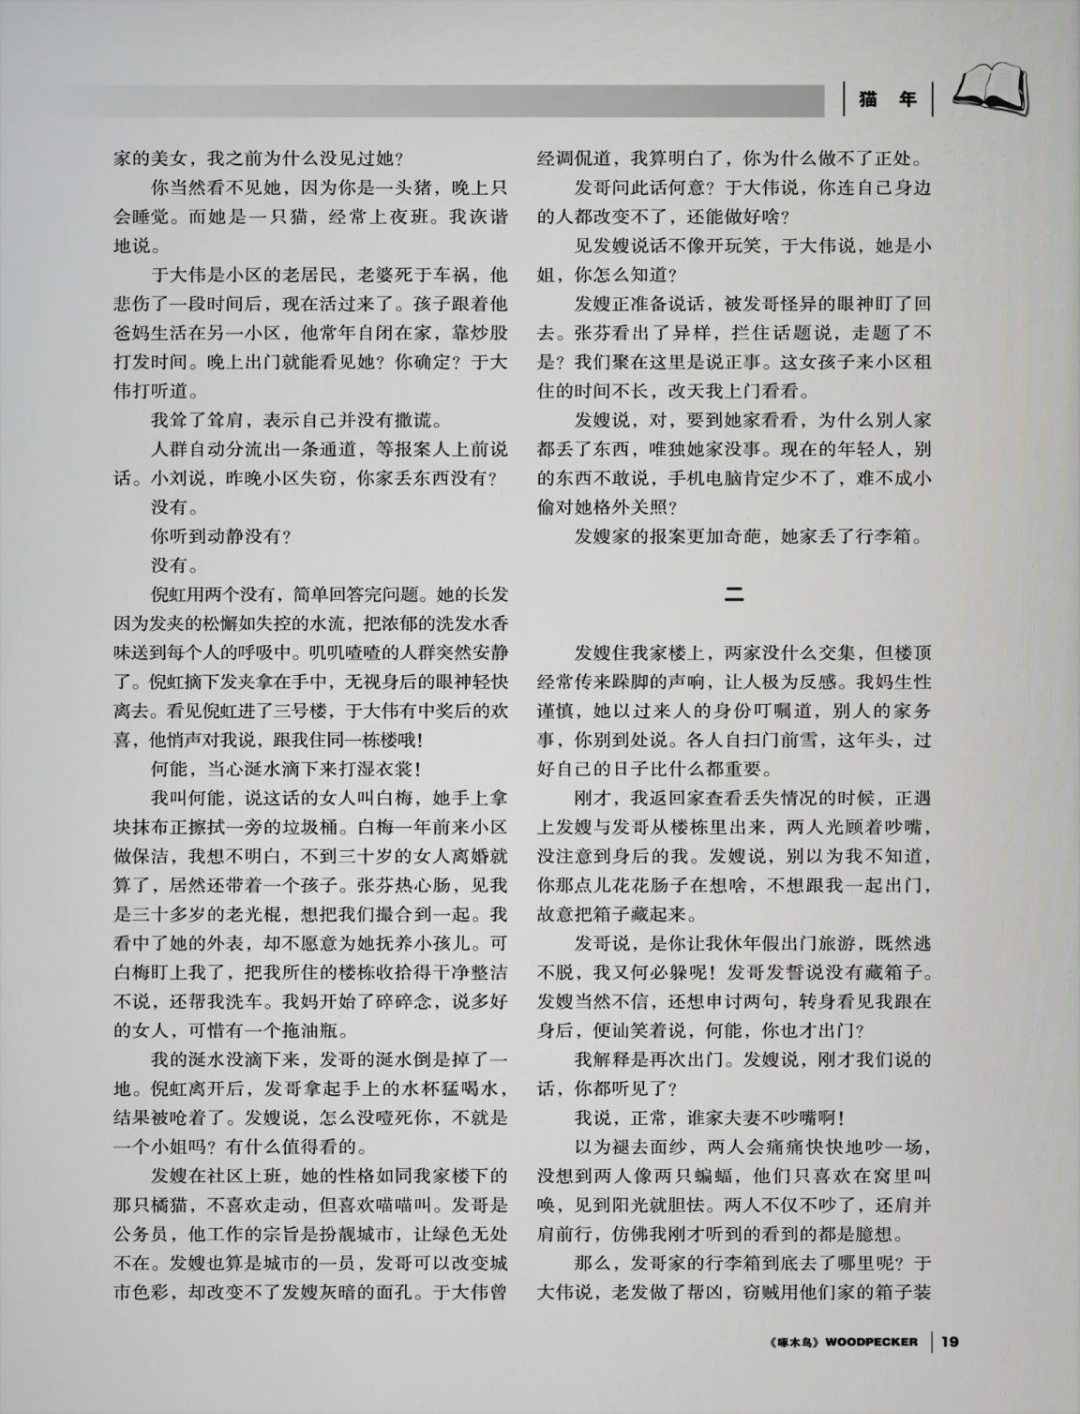 猫 年
家的美女，我之前为什么没见过她？
你当然看不见她，因为你是一头猪，晚上只
会睡觉。而她是一只猫，经常上夜班。我诙谐
地说。
于大伟是小区的老居民，老婆死于车祸，他
悲伤了一段时间后，现在活过来了。孩子跟着他
爸妈生活在另一小区，他常年自闭在家，靠炒股
打发时间。晚上出门就能看见她？你确定？于大
伟打听道。
我耸了耸肩，表示自己并没有撒谎。
人群自动分流出一条通道，等报案人上前说
话。小刘说，昨晚小区失窃，你家丢东西没有？
没有。
你听到动静没有？
没有。
倪虹用两个没有，简单回答完问题。她的长发
因为发夹的松懈如失控的水流，把浓郁的洗发水香
味送到每个人的呼吸中。叽叽喳喳的人群突然安静
了。倪虹摘下发夹拿在手中，无视身后的眼神轻快
离去。看见倪虹进了三号楼，于大伟有中奖后的欢
喜，他悄声对我说，跟我住同一栋楼哦！
何能，当心涎水滴下来打湿衣裳！
我叫何能，说这话的女人叫白梅，她手上拿
块抹布正擦拭一旁的垃圾桶。白梅一年前来小区
做保洁，我想不明白，不到三十岁的女人离婚就
算了，居然还带着一个孩子。张芬热心肠，见我
是三十多岁的老光棍，想把我们撮合到一起。我
看中了她的外表，却不愿意为她抚养小孩儿。可
白梅盯上我了，把我所住的楼栋收拾得干净整洁
不说，还帮我洗车。我妈开始了碎碎念，说多好
的女人，可惜有一个拖油瓶。
我的涎水没滴下来，发哥的涎水倒是掉了一
地。倪虹离开后，发哥拿起手上的水杯猛喝水，
结果被呛着了。发嫂说，怎么没噎死你，不就是
一个小姐吗？有什么值得看的。
发嫂在社区上班，她的性格如同我家楼下的
那只橘猫，不喜欢走动，但喜欢喵喵叫。发哥是
公务员，他工作的宗旨是扮靓城市，让绿色无处
不在。发嫂也算是城市的一员，发哥可以改变城
市色彩，却改变不了发嫂灰暗的面孔。于大伟曾
经调侃道，我算明白了，你为什么做不了正处。
发哥问此话何意？于大伟说，你连自己身边
的人都改变不了，还能做好啥？
见发嫂说话不像开玩笑，于大伟说，她是小
姐，你怎么知道？
发嫂正准备说话，被发哥怪异的眼神盯了回
去。张芬看出了异样，拦住话题说，走题了不
是？我们聚在这里是说正事。这女孩子来小区租
住的时间不长，改天我上门看看。
发嫂说，对，要到她家看看，为什么别人家
都丢了东西，唯独她家没事。现在的年轻人，别
的东西不敢说，手机电脑肯定少不了，难不成小
偷对她格外关照？
发嫂家的报案更加奇葩，她家丢了行李箱。
二
发嫂住我家楼上，两家没什么交集，但楼顶
经常传来跺脚的声响，让人极为反感。我妈生性
谨慎，她以过来人的身份叮嘱道，别人的家务
事，你别到处说。各人自扫门前雪，这年头，过
好自己的日子比什么都重要。
刚才，我返回家查看丢失情况的时候，正遇
上发嫂与发哥从楼栋里出来，两人光顾着吵嘴，
没注意到身后的我。发嫂说，别以为我不知道，
你那点儿花花肠子在想啥，不想跟我一起出门，
故意把箱子藏起来。
发哥说，是你让我休年假出门旅游，既然逃
不脱，我又何必躲呢！发哥发誓说没有藏箱子。
发嫂当然不信，还想申讨两句，转身看见我跟在
身后，便讪笑着说，何能，你也才出门？
我解释是再次出门。发嫂说，刚才我们说的
话，你都听见了？
我说，正常，谁家夫妻不吵嘴啊！
以为褪去面纱，两人会痛痛快快地吵一场，
没想到两人像两只蝙蝠，他们只喜欢在窝里叫
唤，见到阳光就胆怯。两人不仅不吵了，还肩并
肩前行，仿佛我刚才听到的看到的都是臆想。
那么，发哥家的行李箱到底去了哪里呢？于
大伟说，老发做了帮凶，窃贼用他们家的箱子装
《啄木鸟》WOODPECKER 19